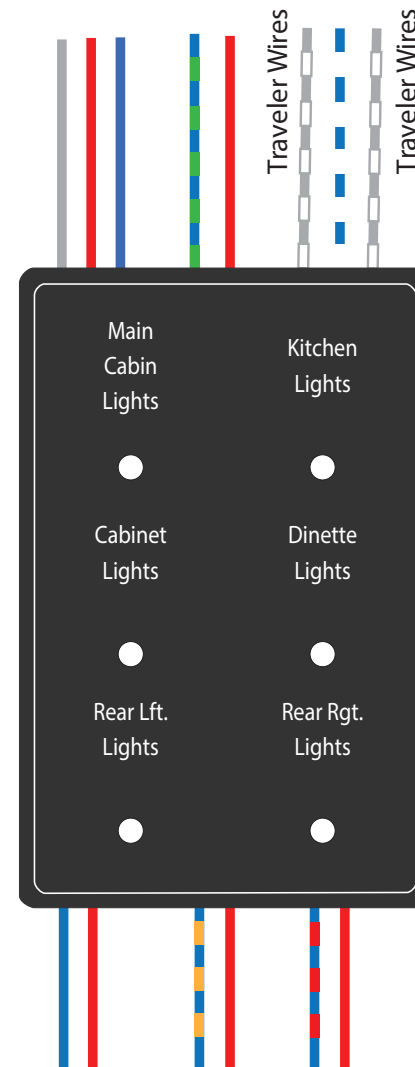 Traveler Wires
Traveler Wires
Main
Cabin
Lights
Kitchen
Lights
Cabinet
Lights
Dinette
Lights
Rear Lft.
Lights
Rear Rgt.
Lights